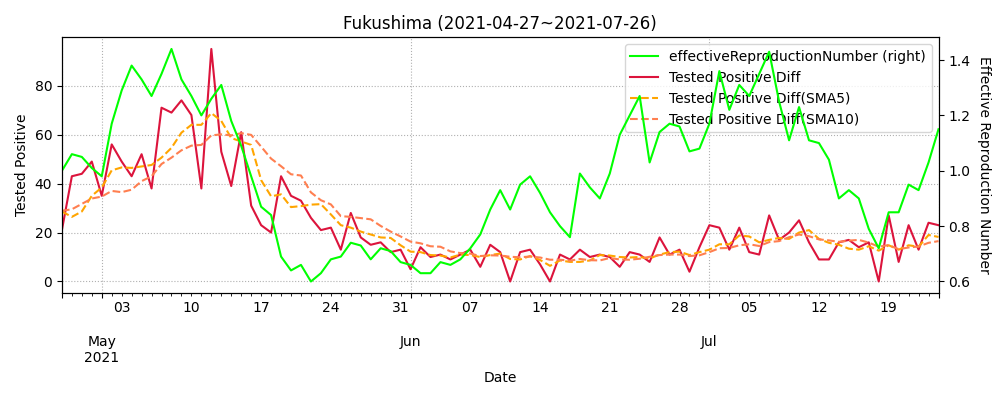 Fukushima (2021-04-27~2021-07-26)
effectiveReproductionNumber (right)
Tested Positive Diff
Tested Positive Diff(SMA5)
Tested Positive Diff(SMA10)
Tested Positive
80
60
40
20
0
1.4
1.2
1.0
0.8
0.6
Effective Reproduction Number
03 10 17 24 31 07 14 21 28 05 12 19
May Jun Jul
2021
Date